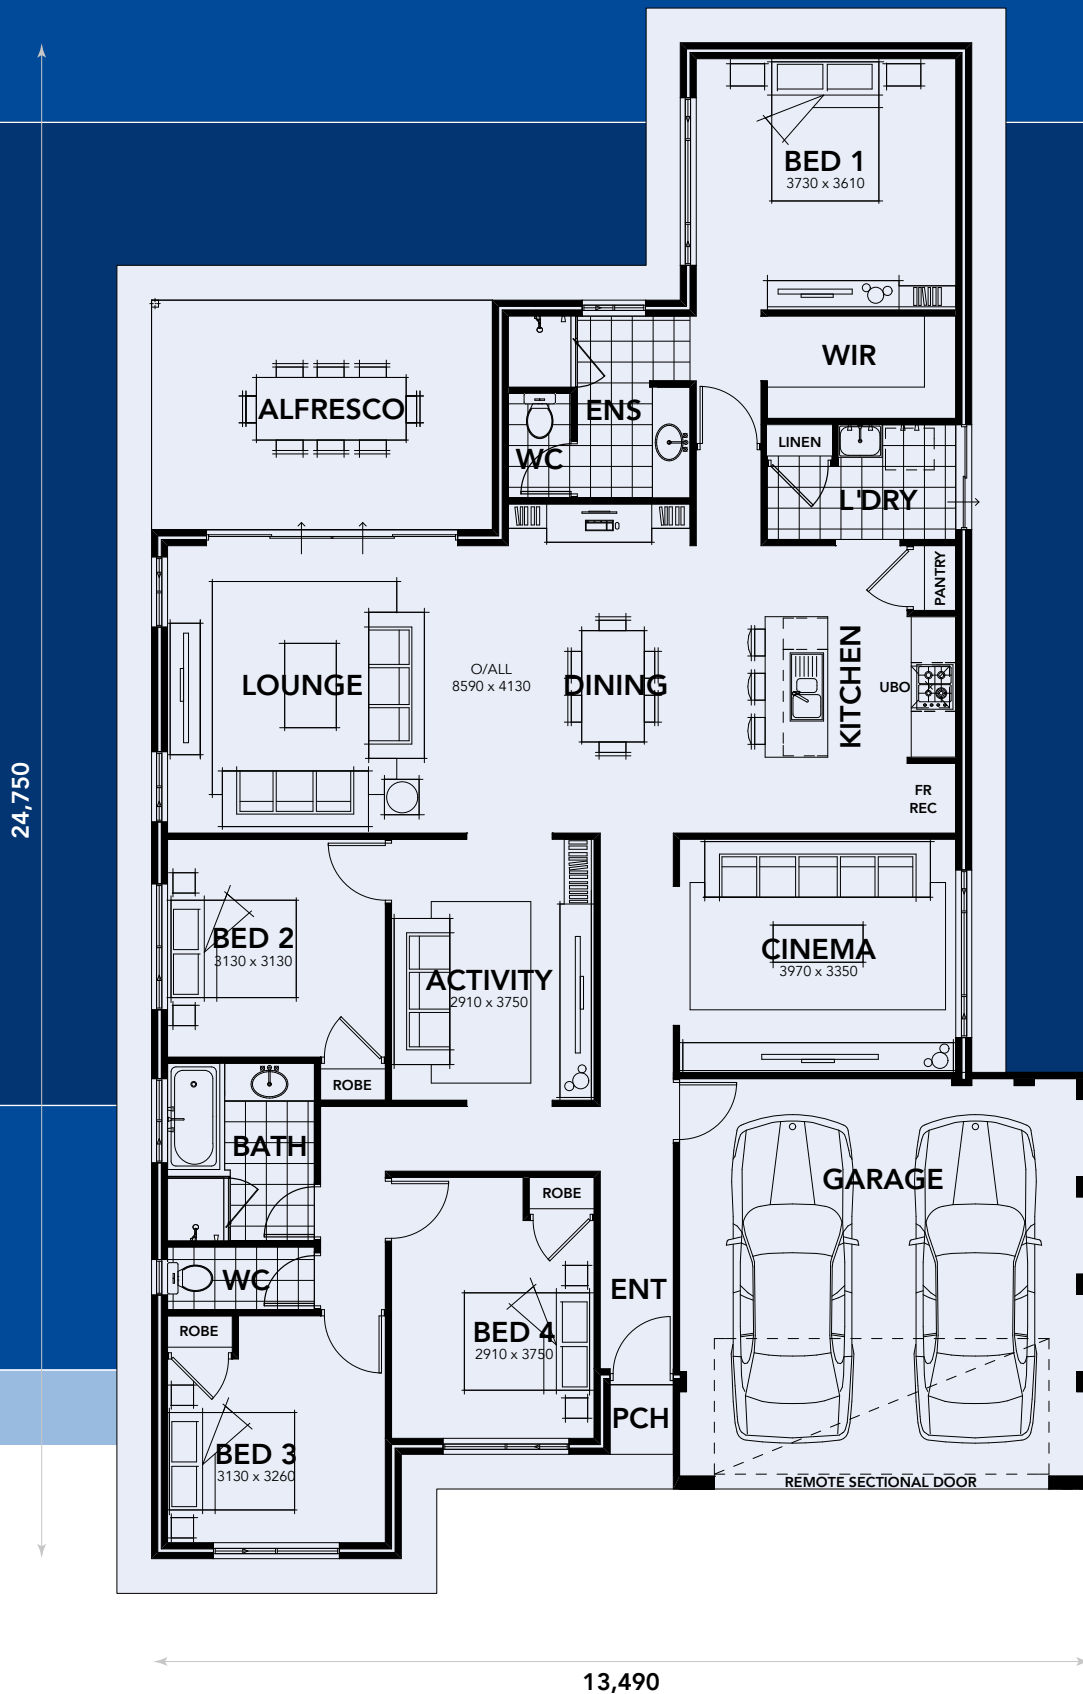 BED 1
3730 x 3610
WIR
ALFRESCO
ENS
WC
LINEN
L'DRY
PANTRY
LOUNGE
O/ALL
8590 x 4130
DINING
KITCHEN
UBO
FR
REC
24,750
BED 2
3130 x 3130
ACTIVITY
2910 x 3750
CINEMA
3970 x 3350
ROBE
BATH
GARAGE
ROBE
WC
ENT
ROBE
BED 4
2910 x 3750
PCH
BED 3
3130 x 3260
REMOTE SECTIONAL DOOR
13,490